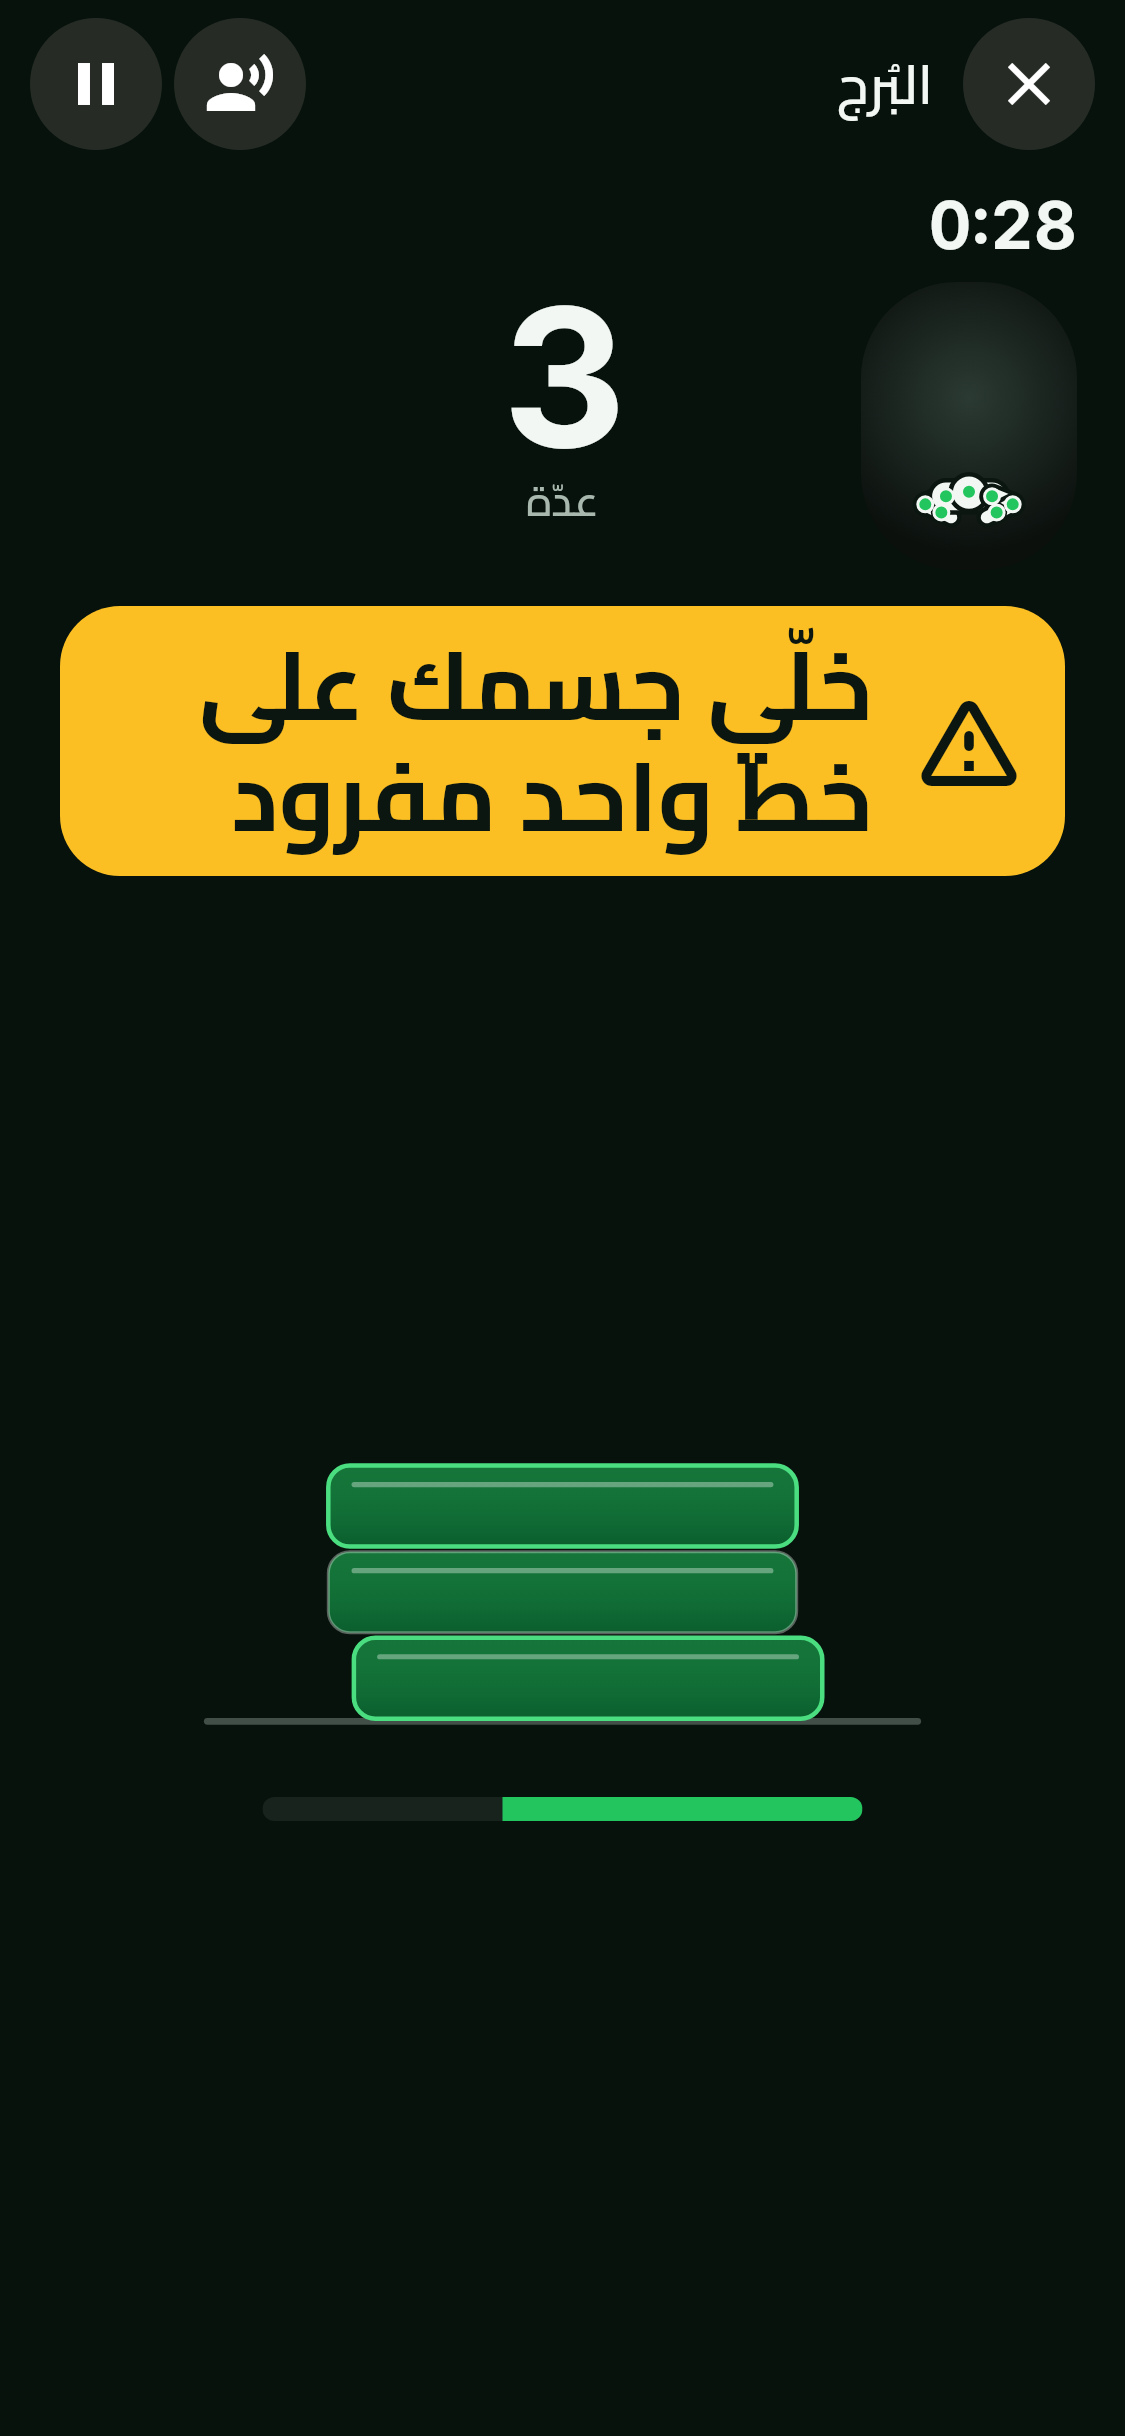 البُرج
0:28
3
عدّة
خلّي جسمك على
خط واحد مفرود